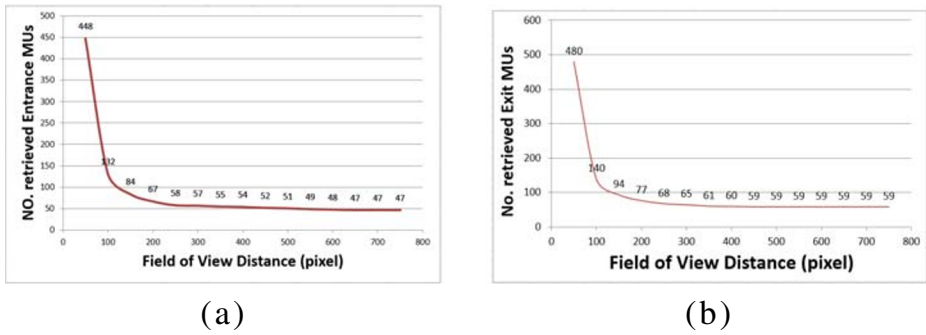 500
450
400
350
300
250
200
150
100
50
0
NO. retrieved Entrance MUs
448
132
84 67 58 57 55 54 52 51 49 48 47 47 47
0 100 200 300 400 500 600 700 800
Field of View Distance (pixel)
(a)
600
500
400
300
200
100
0
No. retrieved Exit MUs
480
140
94 77 68 65 61 60 59 59 59 59 59 59 59
0 100 200 300 400 500 600 700 800
Field of View Distance (pixel)
(b)